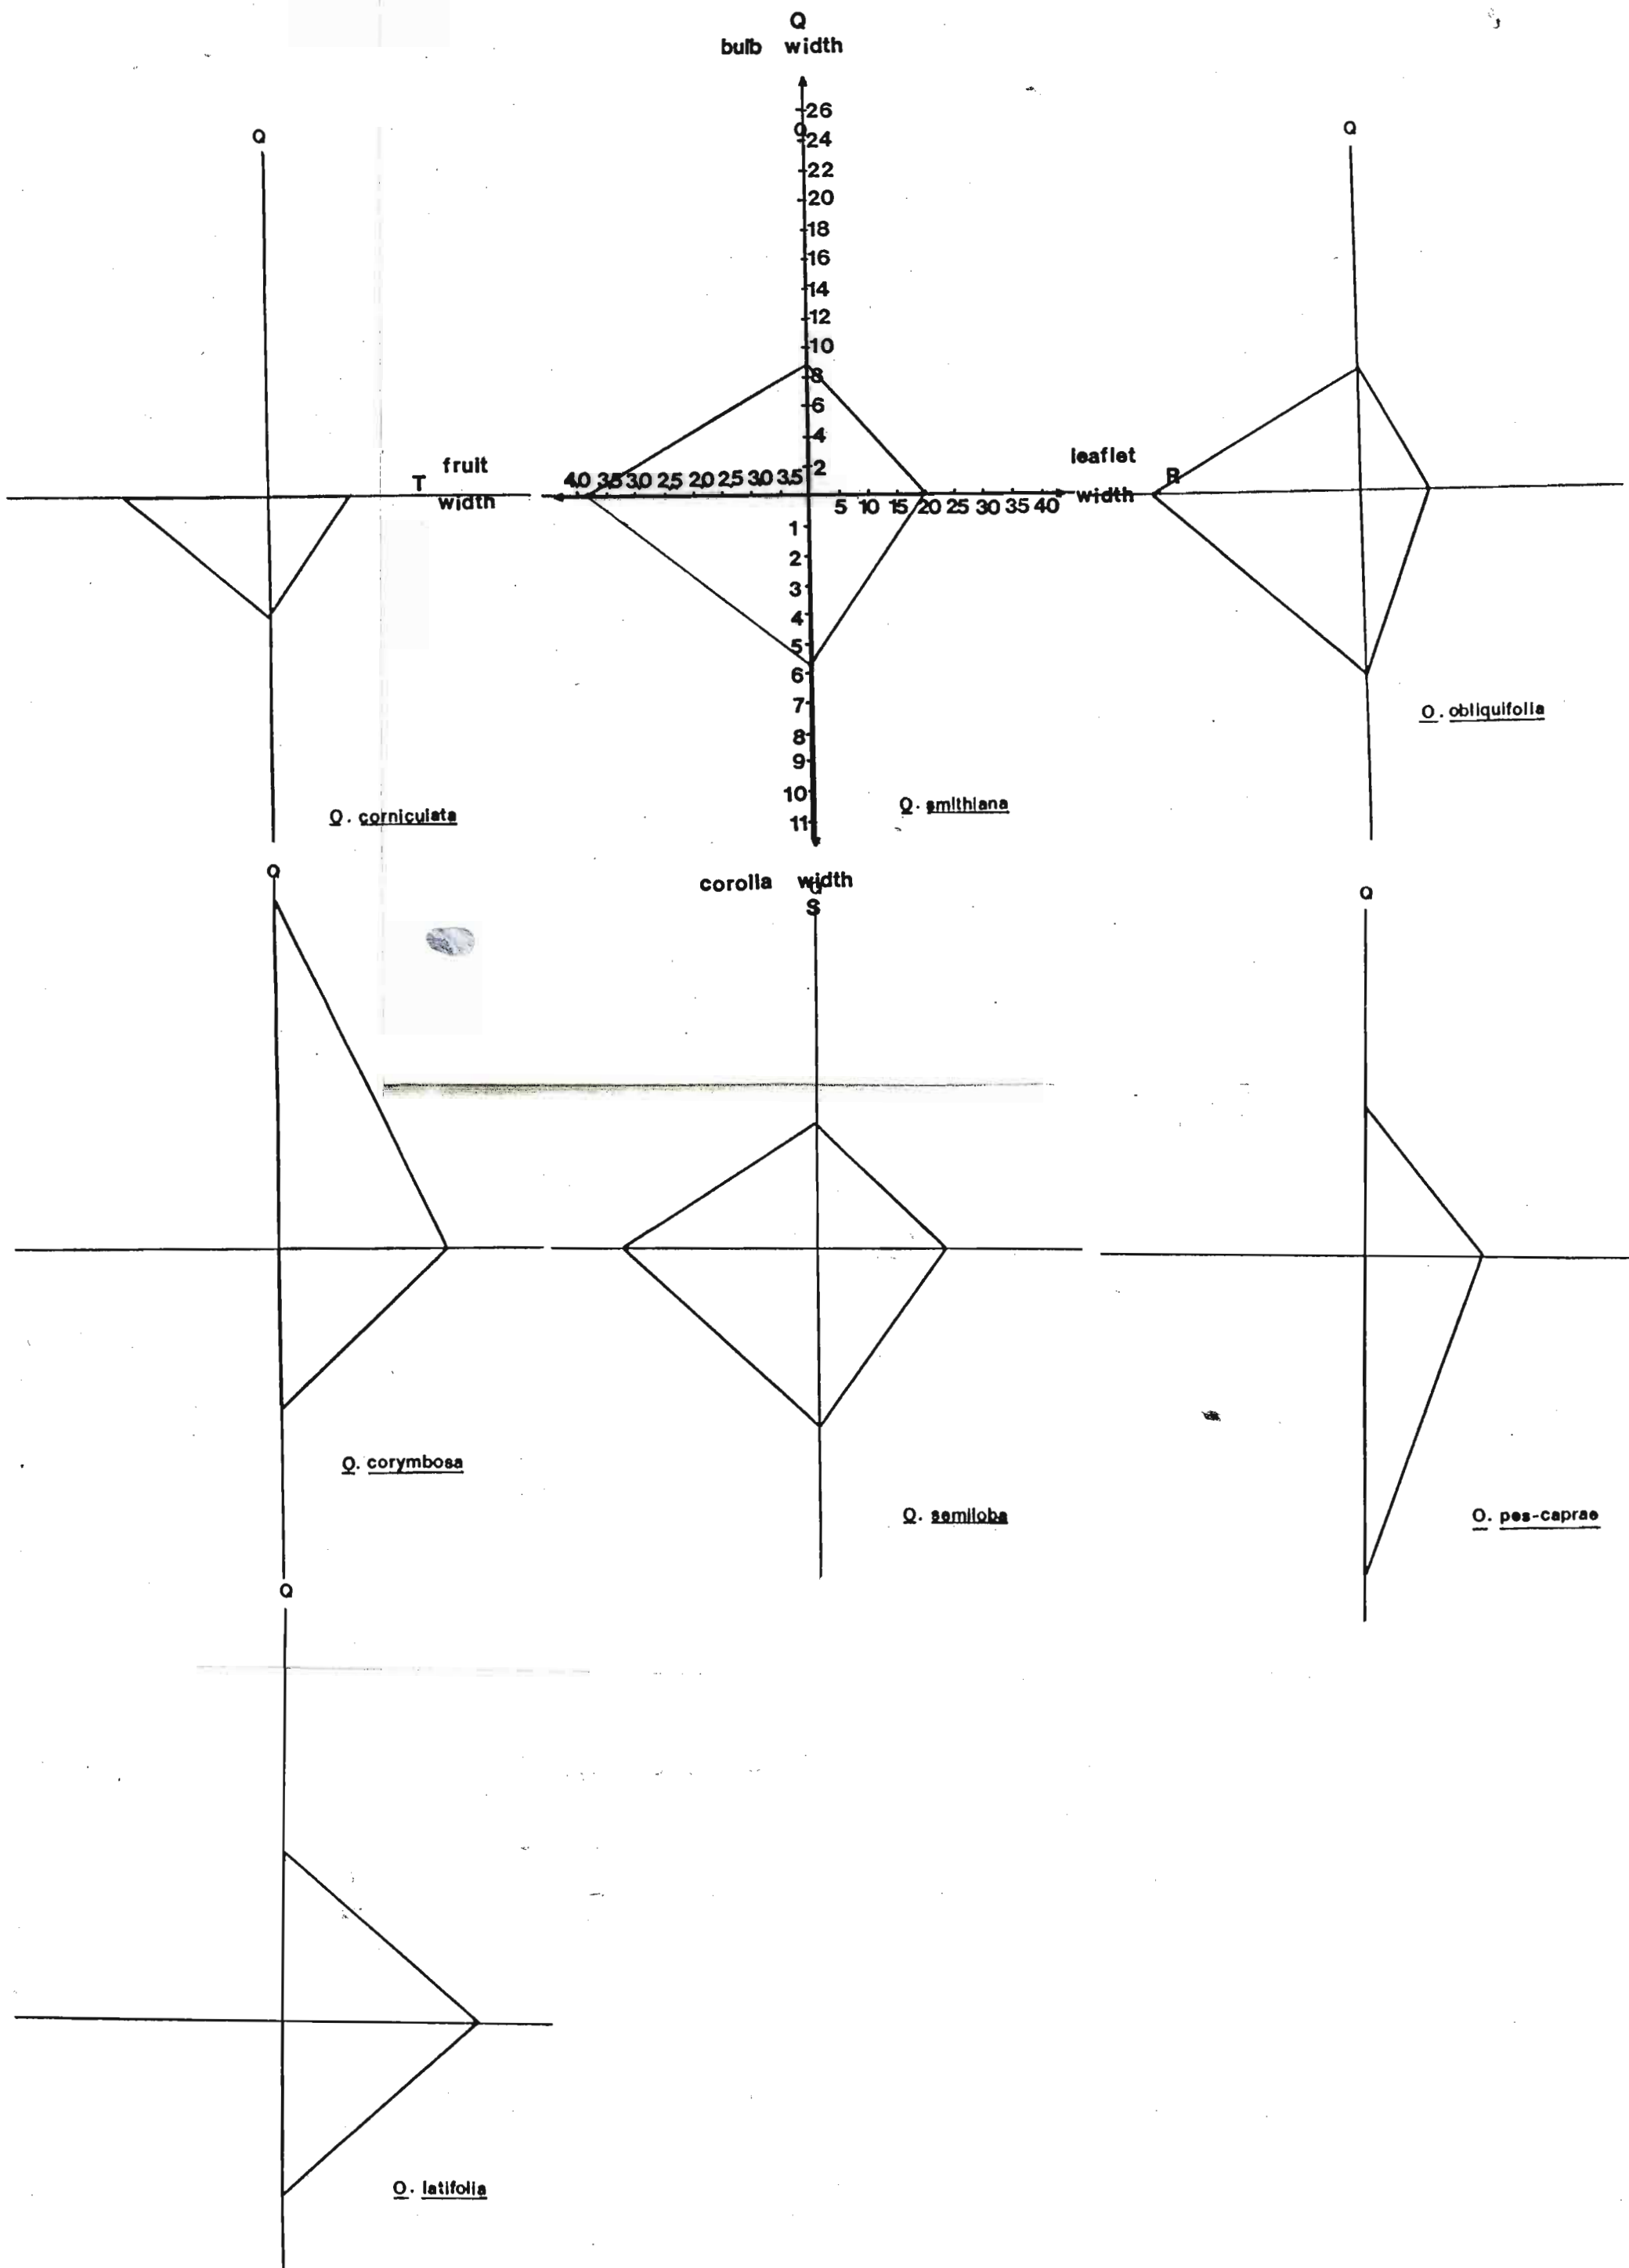 Q
bulb width
26
24
22
20
18
16
14
12
10
8
6
4
2
Q
Q
Q
fruit
T
width
40 35 30 25 20 25 30 35
leaflet
R
width
5 10 15 20 25 30 35 40
1
2
3
4
5
6
7
8
9
10
11
O. corniculata
O. smithiana
O. obliquifolia
corolla width
S
Q
Q
Q
O. corymbosa
O. semiloba
O. pes-caprae
Q
O. latifolia